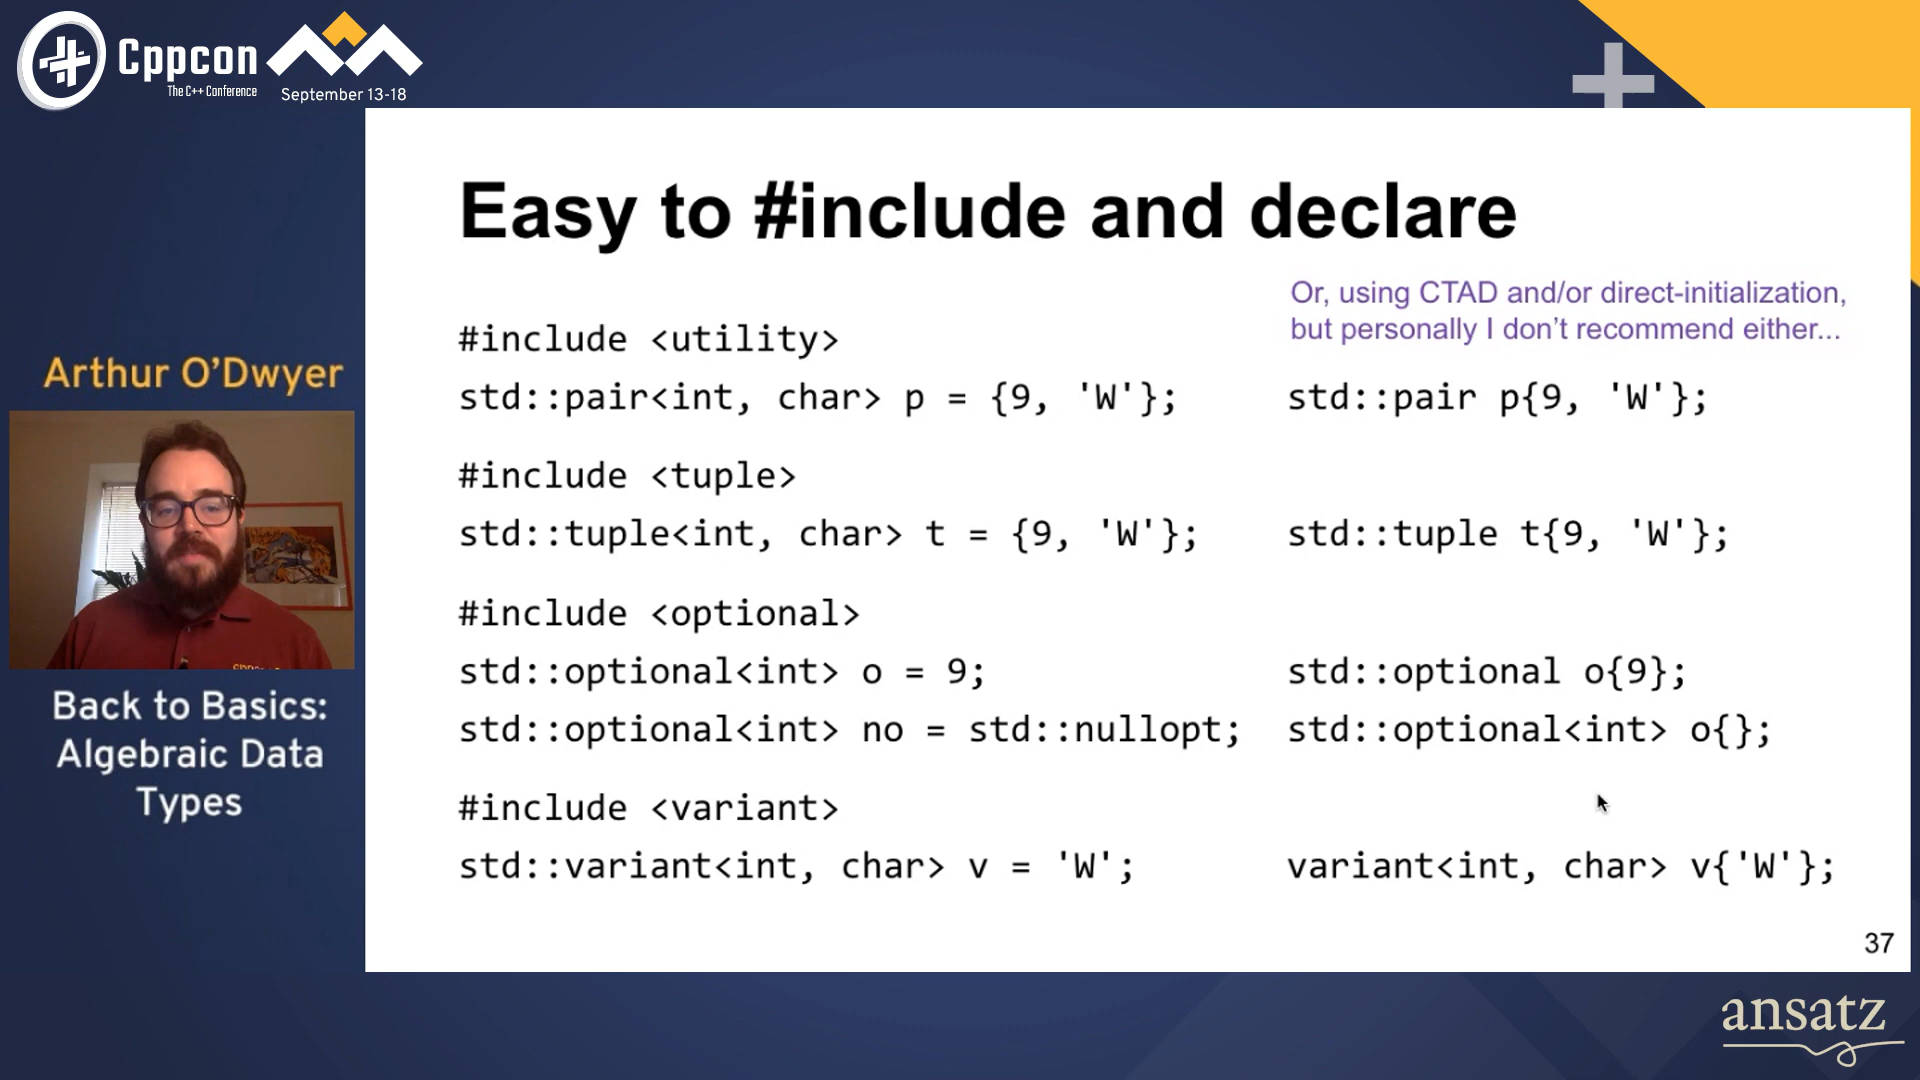 Cppcon
The C++ Conference
September 13-18
Arthur O'Dwyer
Back to Basics:
Algebraic Data
Types
Easy to #include and declare
Or, using CTAD and/or direct-initialization,
but personally I don't recommend either...
#include <utility>
std::pair<int, char> p = {9, 'W'};
std::pair p{9, 'W'};
#include <tuple>
std::tuple<int, char> t = {9, 'W'};
std::tuple t{9, 'W'};
#include <optional>
std::optional<int> o = 9;
std::optional o{9};
std::optional<int> no = std::nullopt;
std::optional<int> o{};
#include <variant>
std::variant<int, char> v = 'W';
variant<int, char> v{'W'};
37
ansatz